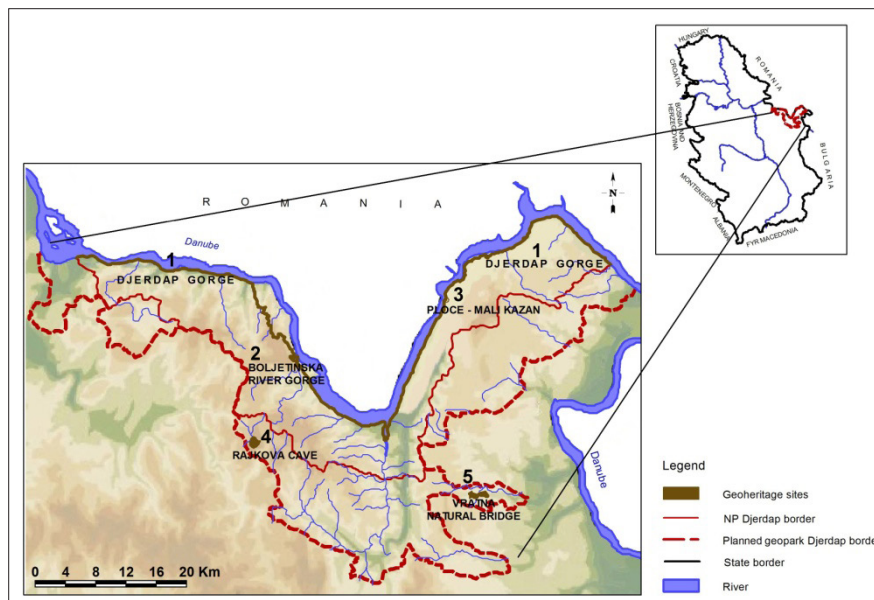 HUNGARY
CROATIA
ROMANIA
BOSNIA AND
HERZEGOVINA
BULGARIA
MONTENEGRO
ALBANIA
FYR MACEDONIA
R O M A N I A
N
Danube
1
DJERDAP GORGE
1
DJERDAP GORGE
3
PLOCE - MALI KAZAN
2
BOLJETINSKA
RIVER GORGE
4
RAJKOVA CAVE
5
VRATNA
NATURAL BRIDGE
Danube
0 4 8 12 16 20 Km
Legend
Geoheritage sites
NP Djerdap border
Planned geopark Djerdap borde
State border
River